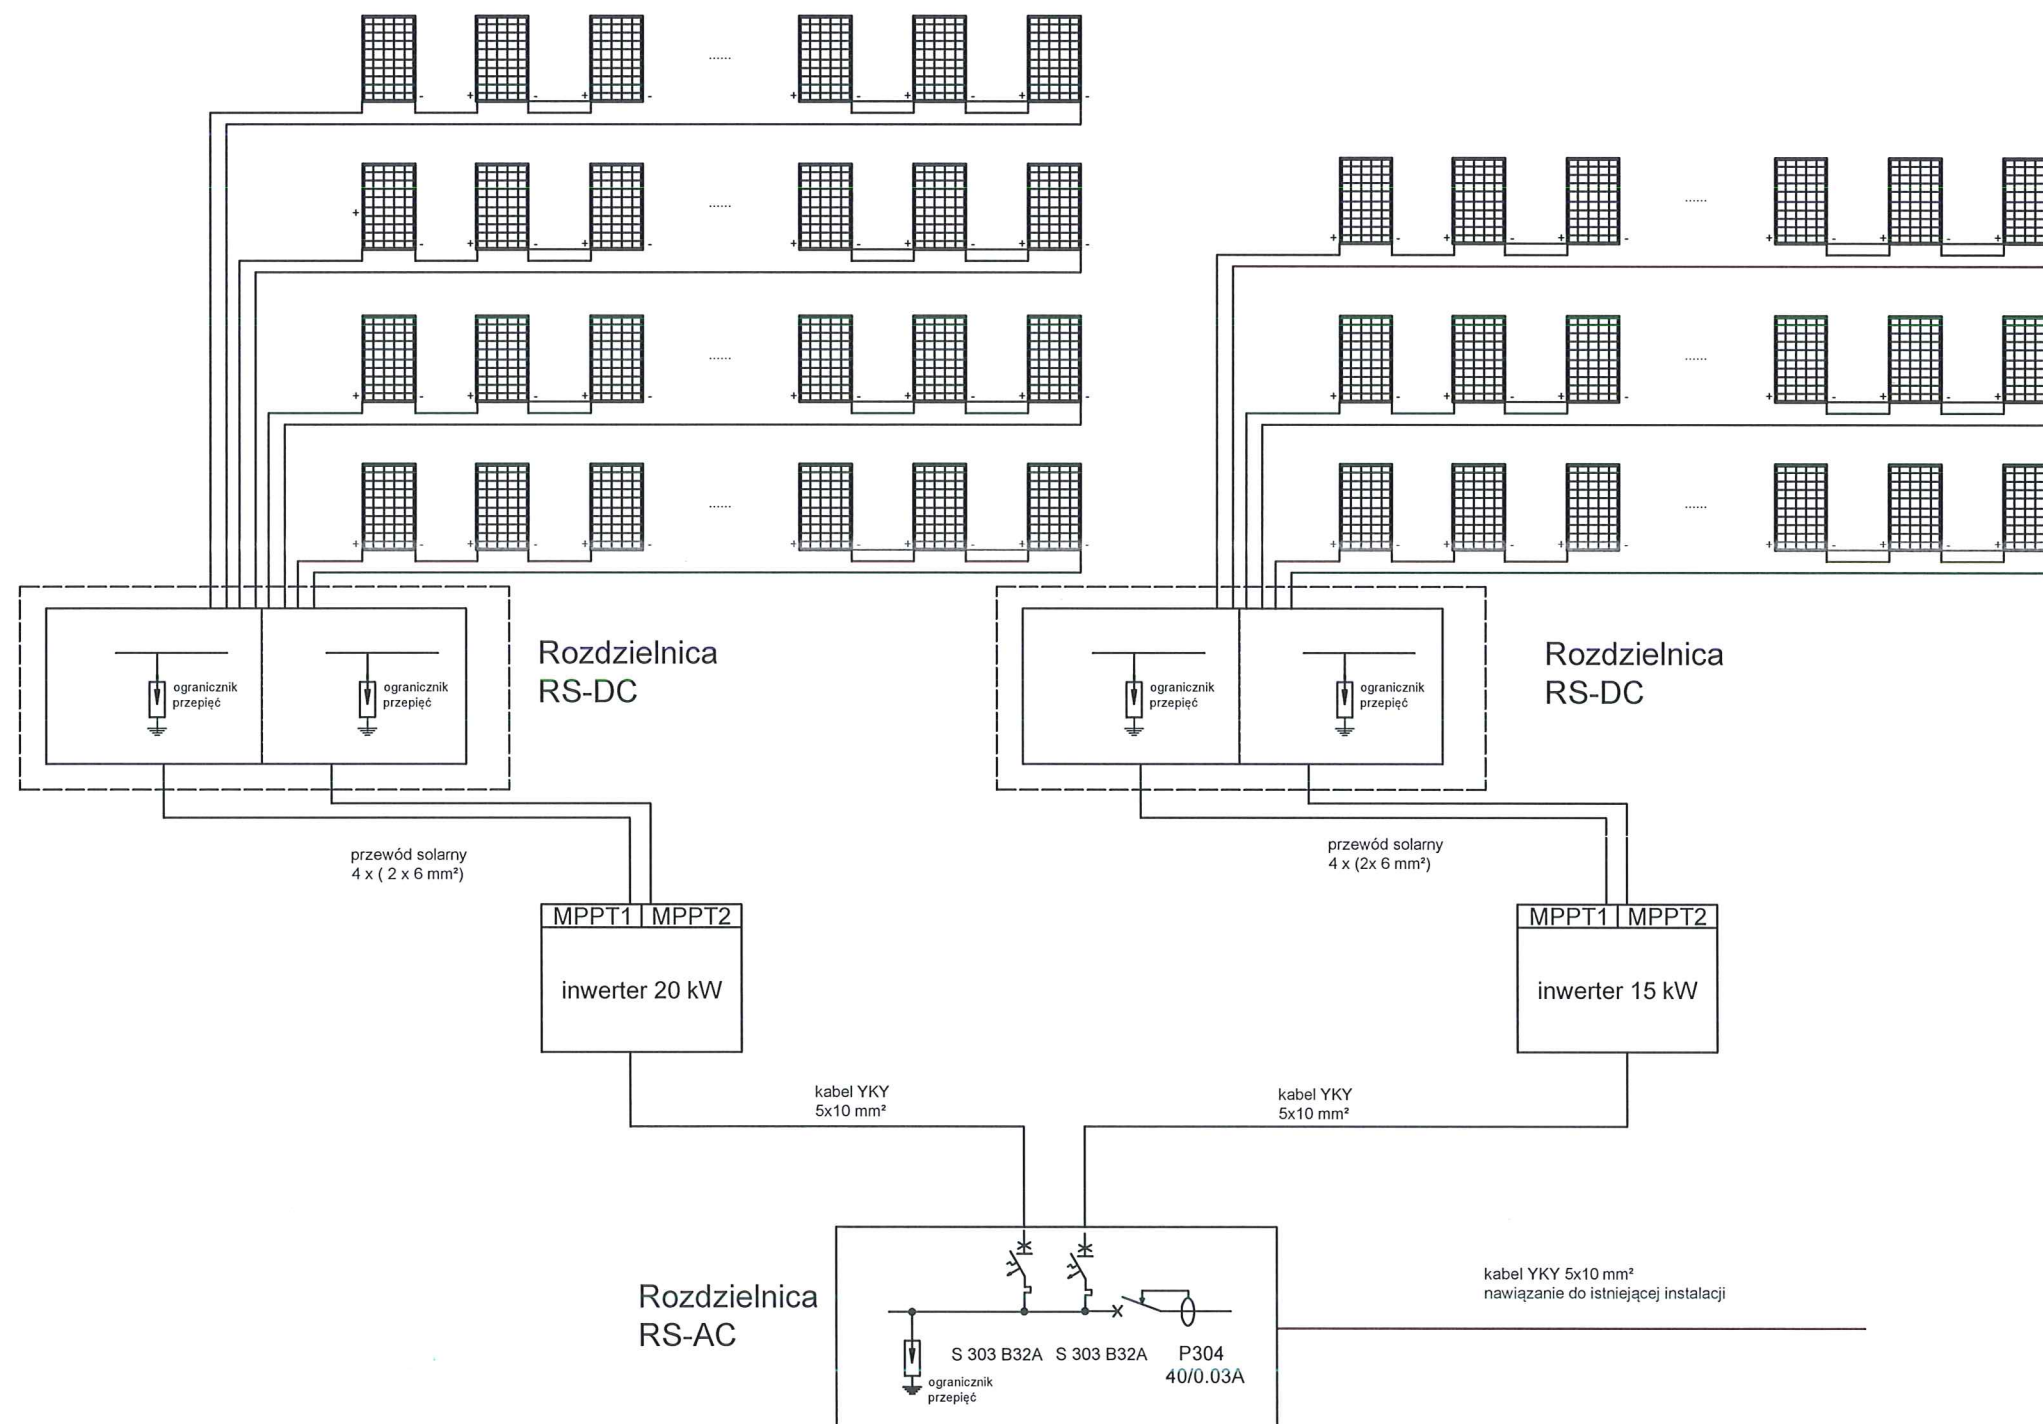 Rozdzielnica
RS-DC
ogranicznik
przepięć
ogranicznik
przepięć
Rozdzielnica
RS-DC
ogranicznik
przepięć
ogranicznik
przepięć
przewód solarny
4 x ( 2 x 6 mm²)
przewód solarny
4 x (2x 6 mm²)
MPPT1 MPPT2
inwerter 20 kW
MPPT1 MPPT2
inwerter 15 kW
kabel YKY
5x10 mm²
kabel YKY
5x10 mm²
Rozdzielnica
RS-AC
S 303 B32A S 303 B32A P304
40/0.03A
ogranicznik
przepięć
kabel YKY 5x10 mm²
nawiązanie do istniejącej instalacji